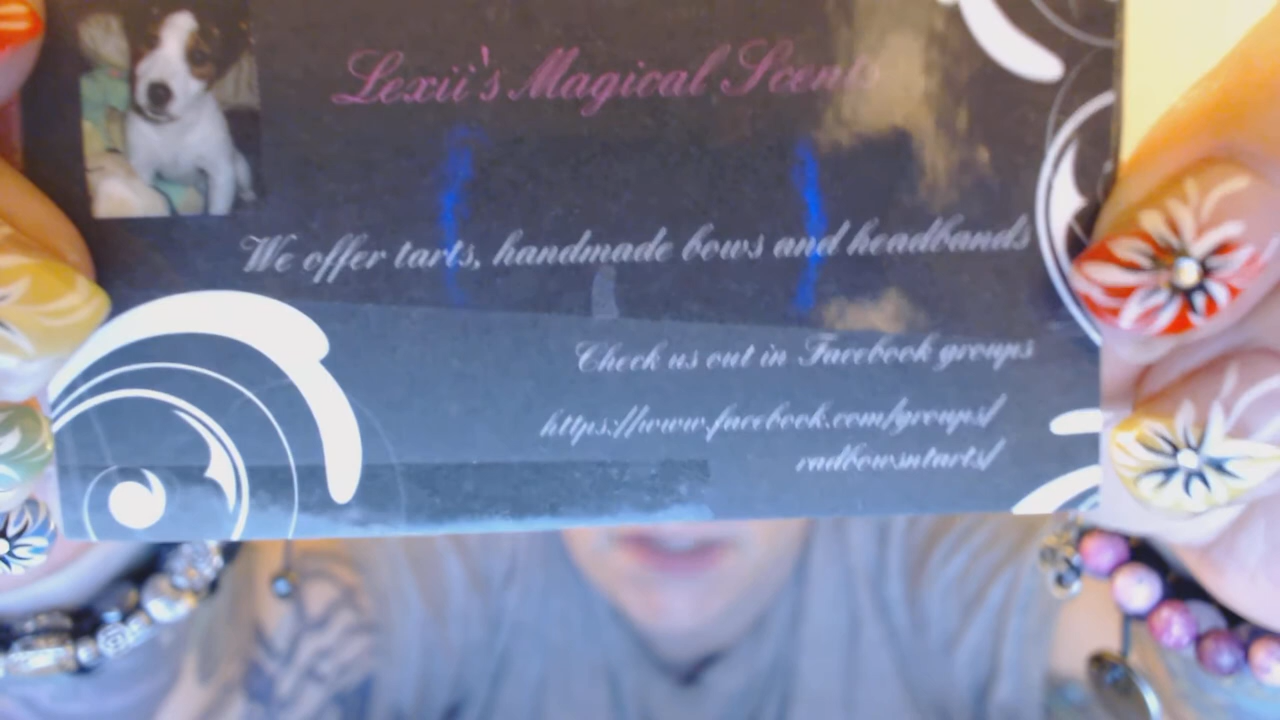 Lexii's Magical Scents
We offer tarts, handmade bows and headbands
Check us out in Facebook groups
https://www.facebook.com/groups/
radbowsntarts/